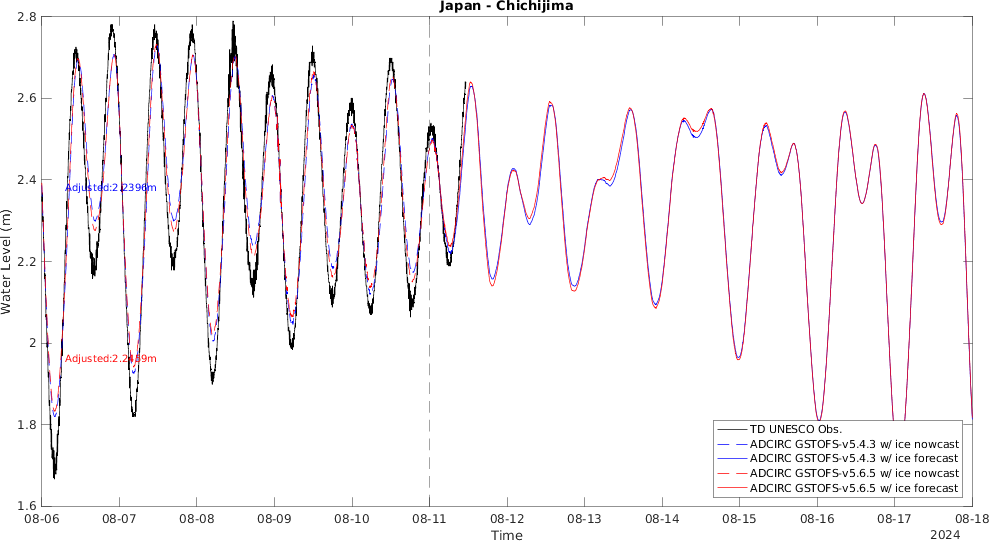 Japan - Chichijima
Water Level (m)
2.8
2.6
2.4
2.2
2
1.8
1.6
Adjusted:2.2396m
Adjusted:2.2459m
TD UNESCO Obs.
ADCIRC GSTOFS-v5.4.3 w/ ice nowcast
ADCIRC GSTOFS-v5.4.3 w/ ice forecast
ADCIRC GSTOFS-v5.6.5 w/ ice nowcast
ADCIRC GSTOFS-v5.6.5 w/ ice forecast
08-06 08-07 08-08 08-09 08-10 08-11 08-12 08-13 08-14 08-15 08-16 08-17 08-18
Time
2024